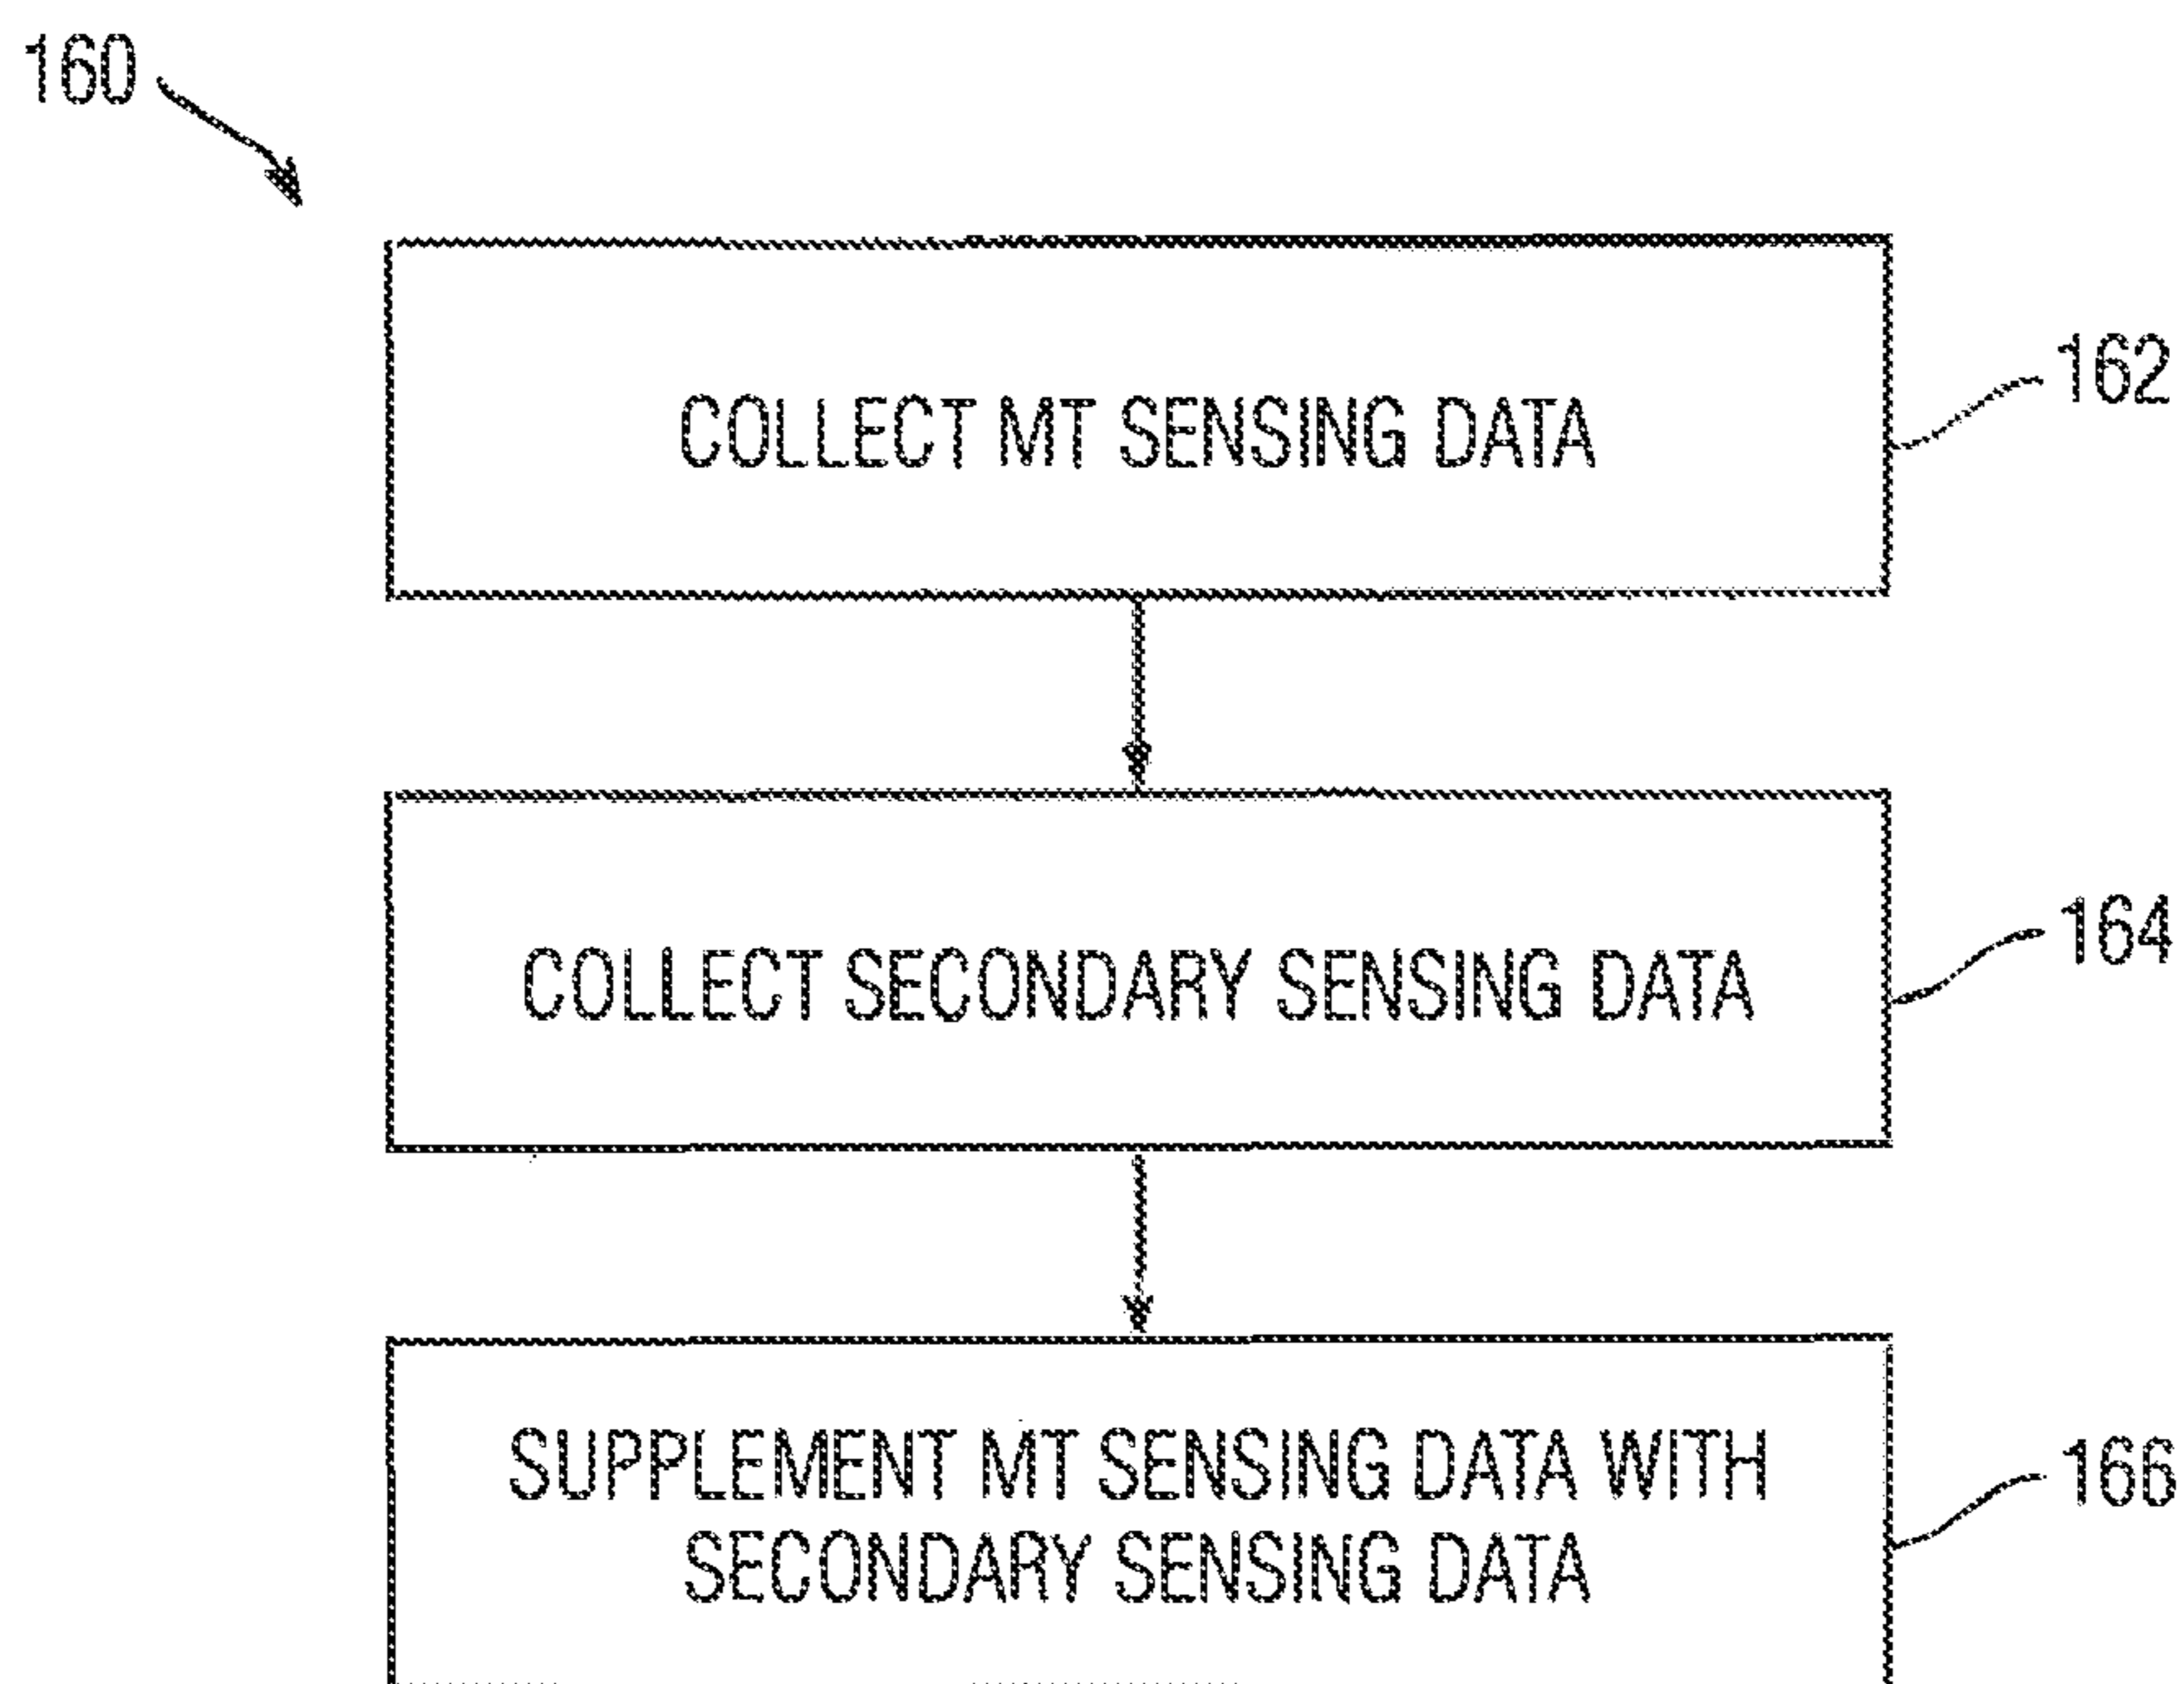 160
COLLECT MT SENSING DATA
162
COLLECT SECONDARY SENSING DATA
164
SUPPLEMENT MT SENSING DATA WITH
SECONDARY SENSING DATA
166